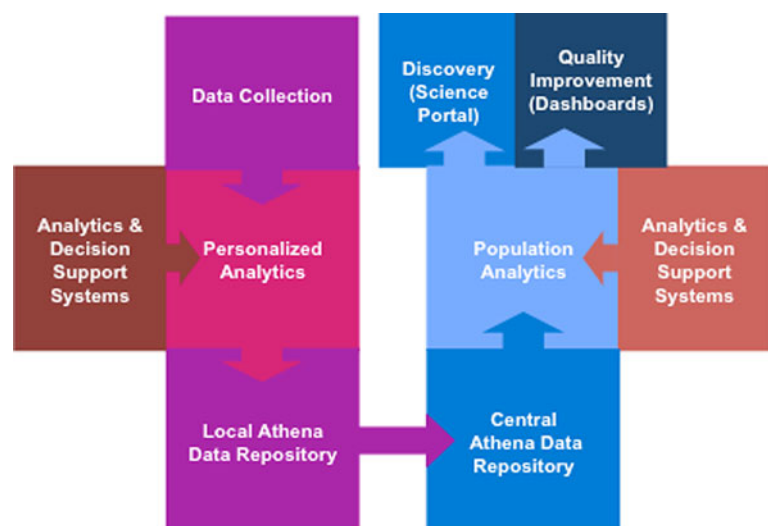 Data Collection
Discovery
(Science
Portal)
Quality
Improvement
(Dashboards)
Analytics &
Decision
Support
Systems
Personalized
Analytics
Population
Analytics
Analytics &
Decision
Support
Systems
Local Athena
Data Repository
Central
Athena Data
Repository